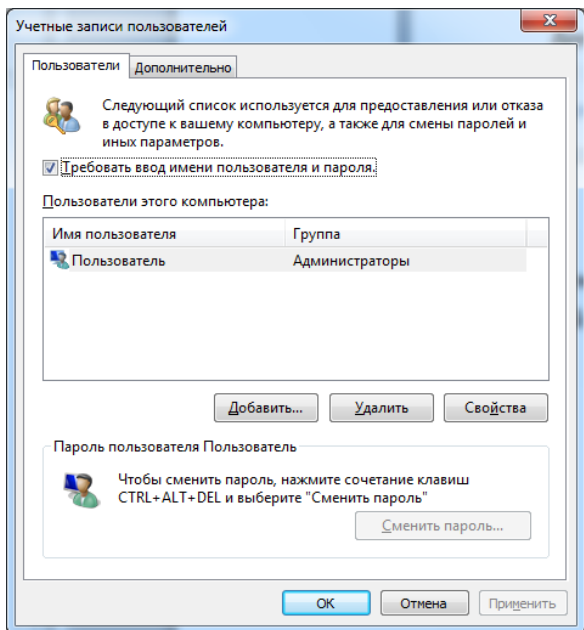 Учетные записи пользователей
Пользователи
Дополнительно
Следующий список используется для предоставления или отказа
в доступе к вашему компьютеру, а также для смены паролей и
иных параметров.
Требовать ввод имени пользователя и пароля.
Пользователи этого компьютера:
Имя пользователя Группа
Пользователь Администраторы
Добавить... Удалить Свойства
Пароль пользователя Пользователь
Чтобы сменить пароль, нажмите сочетание клавиш
CTRL+ALT+DEL и выберите "Сменить пароль"
Сменить пароль...
ОК Отмена Применить